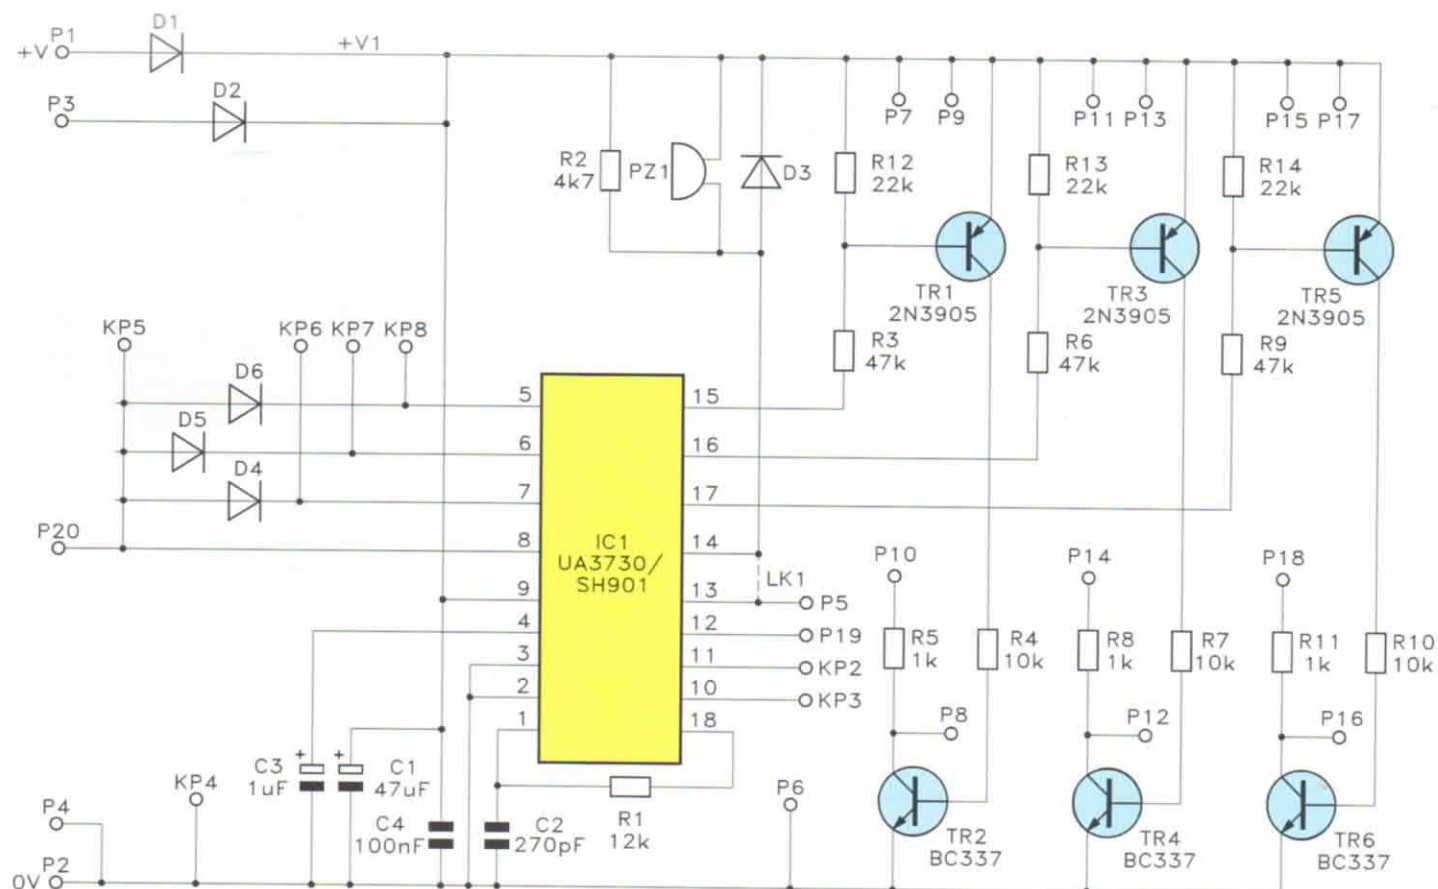 D1
P1
+V
+V1
P3
D2
P7
P9
P11
P13
P15
P17
R2
4k7
PZ1
D3
R12
22k
R13
22k
R14
22k
TR1
2N3905
TR3
2N3905
TR5
2N3905
KP5
KP6
KP7
KP8
R3
47k
R6
47k
R9
47k
D6
D5
D4
5
6
7
8
9
4
3
2
1
15
16
17
14
13
12
11
10
18
IC1
UA3730/
SH901
P20
LK1
P5
P19
KP2
KP3
P10
P14
P18
R5
1k
R4
10k
R8
1k
R7
10k
R11
1k
R10
10k
P8
P12
P16
C3
1uF
+
+
C1
47uF
KP4
P4
P2
0V
C4
100nF
C2
270pF
R1
12k
P6
TR2
BC337
TR4
BC337
TR6
BC337